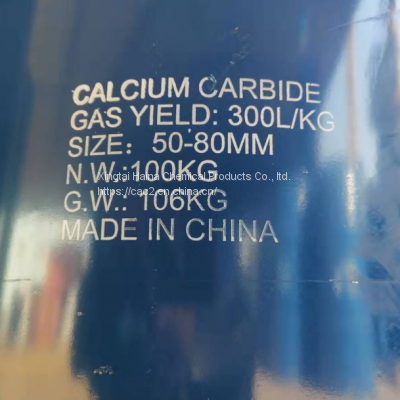 CALCIUM CARBIDE
GAS YIELD: 300L/KG
SIZE: 50-80MM
N.W.:100KG
Xingtai Haina Chemical Products Co., ltd.
https://cac2.en.china.cn/
G.W.: 106KG
MADE IN CHINA